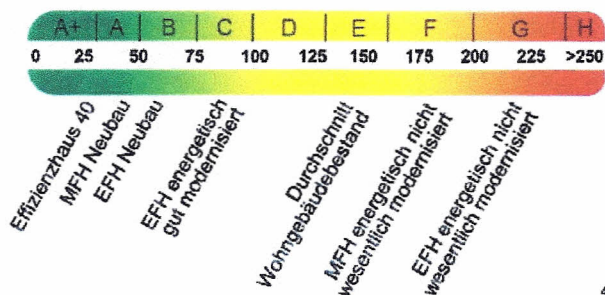 A+ A B C D E F G H
0 25 50 75 100 125 150 175 200 225 >250
Effizienzhaus 40
MFH Neubau
EFH Neubau
EFH energetisch
gut modernisiert
Durchschnitt
Wohngebäudebestand
MFH energetisch nicht
wesentlich modernisiert
EFH energetisch nicht
wesentlich modernisiert